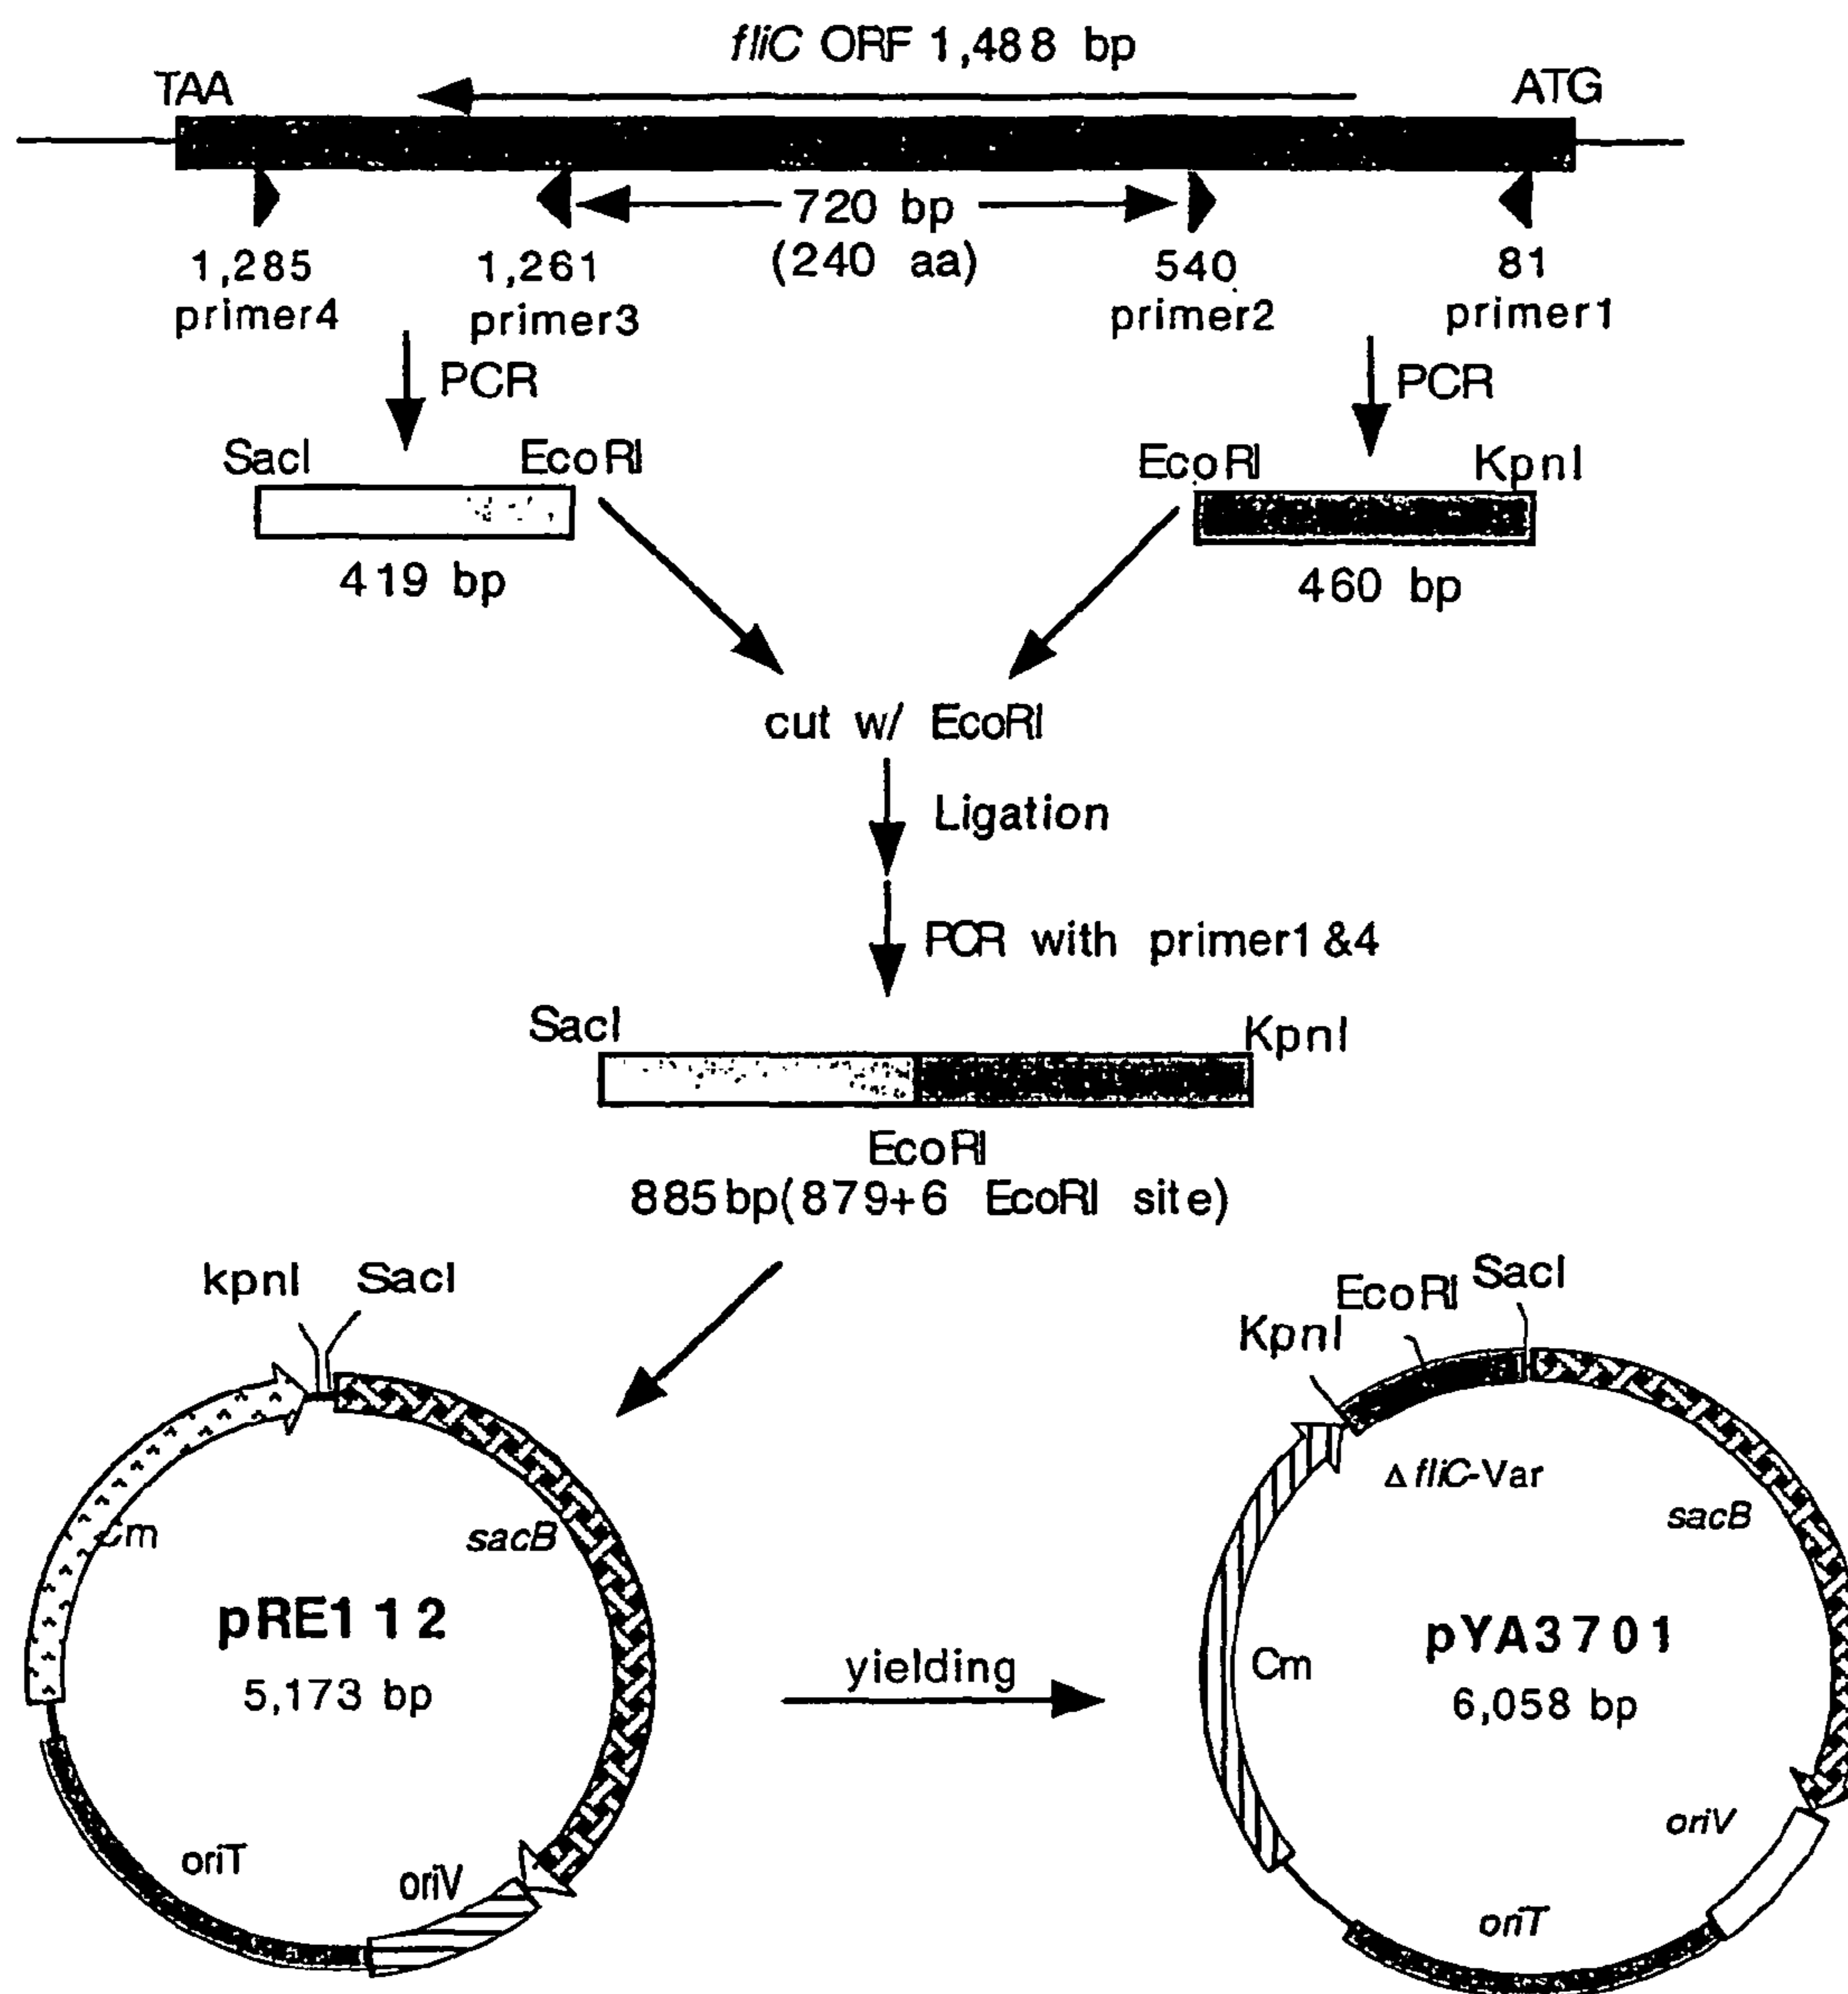 fliC ORF 1,488 bp
TAA
ATG
720 bp
(240 aa)
1,285
primer4
1,261
primer3
540
primer2
81
primer1
PCR
PCR
SacI
EcoRI
EcoRI
KpnI
419 bp
460 bp
cut w/ EcoRI
Ligation
PCR with primer1&4
SacI
KpnI
EcoRI
885bp(879+6 EcoRI site)
kpnI
SacI
KpnI
EcoRI
SacI
Δ fliC-Var
Cm
sacB
pRE112
5,173 bp
oriT
oriV
yielding
sacB
Cm
pYA3701
6,058 bp
oriV
oriT